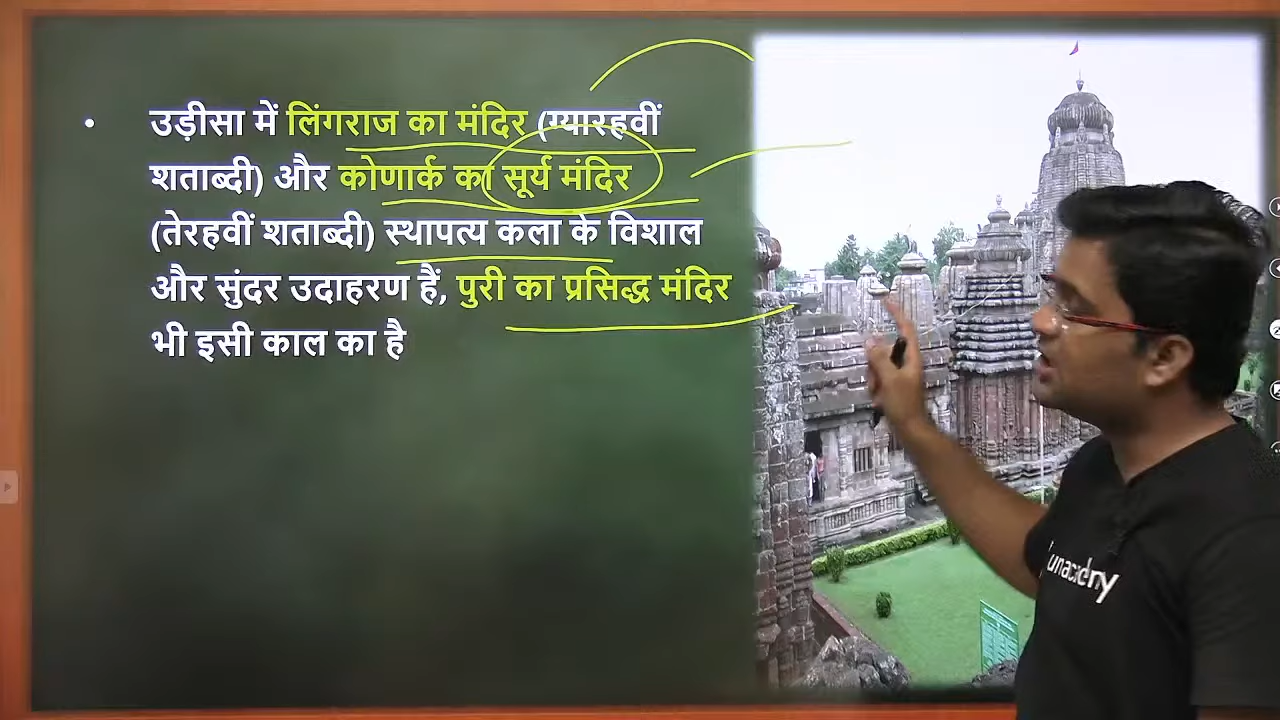 • उड़ीसा में लिंगराज का मंदिर (ग्यारहवीं
शताब्दी) और कोणार्क का सूर्य मंदिर
(तेरहवीं शताब्दी) स्थापत्य कला के विशाल
और सुंदर उदाहरण हैं, पुरी का प्रसिद्ध मंदिर
भी इसी काल का है
unacademy